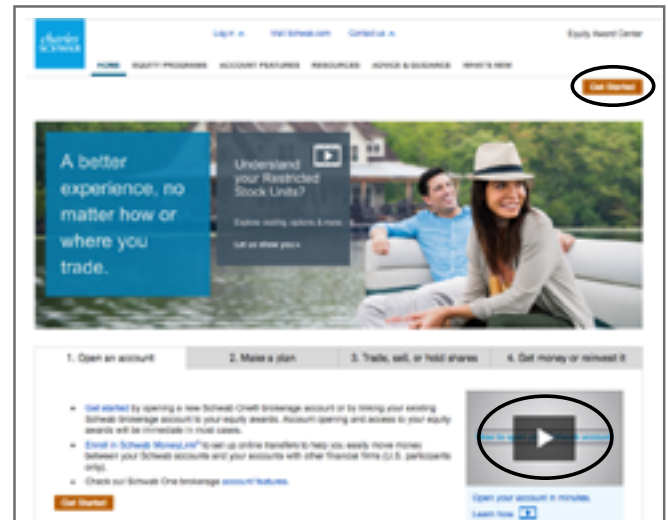 charles SCHWAB
Log In Visit Schwab.com Contact us Equity Award Center
HOME EQUITY PROGRAMS ACCOUNT FEATURES RESOURCES ADVICE & GUIDANCE WHAT'S NEW
Get Started
A better
experience, no
matter how or
where you
trade.
Understand
your Restricted
Stock Units?
Explore vesting, options & more.
Let us show you >
1. Open an account 2. Make a plan 3. Trade, sell, or hold shares 4. Get money or reinvest it
Get started by opening a new Schwab One® brokerage account or by linking your existing
Schwab brokerage account to your equity awards. Account opening and access to your equity
awards will be immediate in most cases.
Enroll in Schwab MoneyLink® to set up online transfers to help you easily move money
between your Schwab accounts and your accounts with other financial firms (U.S. participants
only).
Check out Schwab One brokerage account features.
Get Started
How to open your account
Open your account in minutes.
Learn how